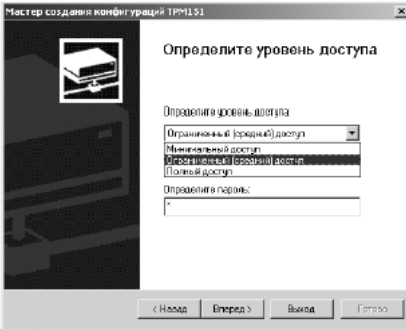 Мастер создания конфигураций ТРМ151
Определите уровень доступа
Определите уровень доступа
Ограниченный (средний) доступ
Минимальный доступ
Ограниченный (средний) доступ
Полный доступ
Определите пароль:
*
< Назад Вперед > Выход Готово